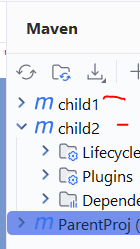 Maven
child1
child2
Lifecycle
Plugins
Depende
ParentProj (